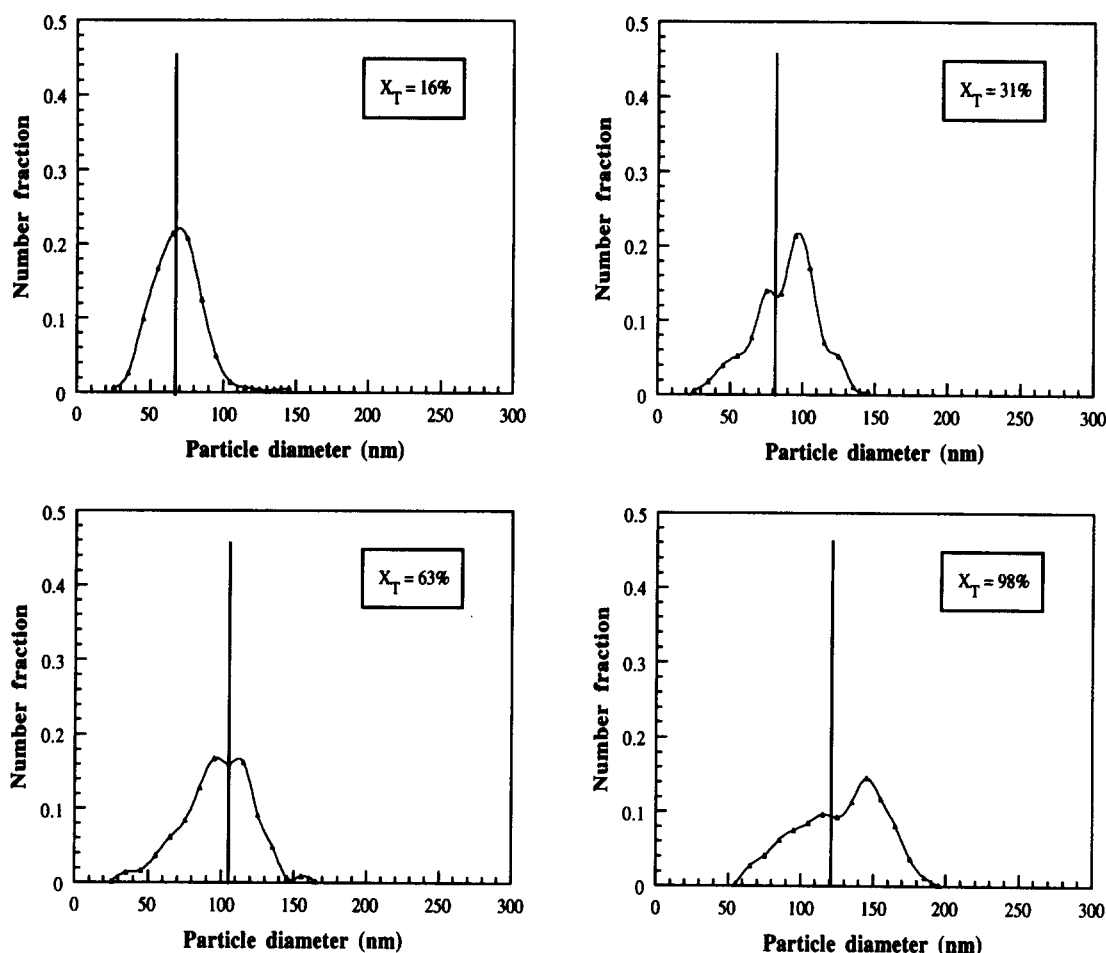 0.5
0.4
0.3
0.2
0.1
0
Number fraction
X_T = 16%
0 50 100 150 200 250 300
Particle diameter (nm)
0.5
0.4
0.3
0.2
0.1
0
Number fraction
X_T = 31%
0 50 100 150 200 250 300
Particle diameter (nm)
0.5
0.4
0.3
0.2
0.1
0
Number fraction
X_T = 63%
0 50 100 150 200 250 300
Particle diameter (nm)
0.5
0.4
0.3
0.2
0.1
0
Number fraction
X_T = 98%
0 50 100 150 200 250 300
Particle diameter (nm)